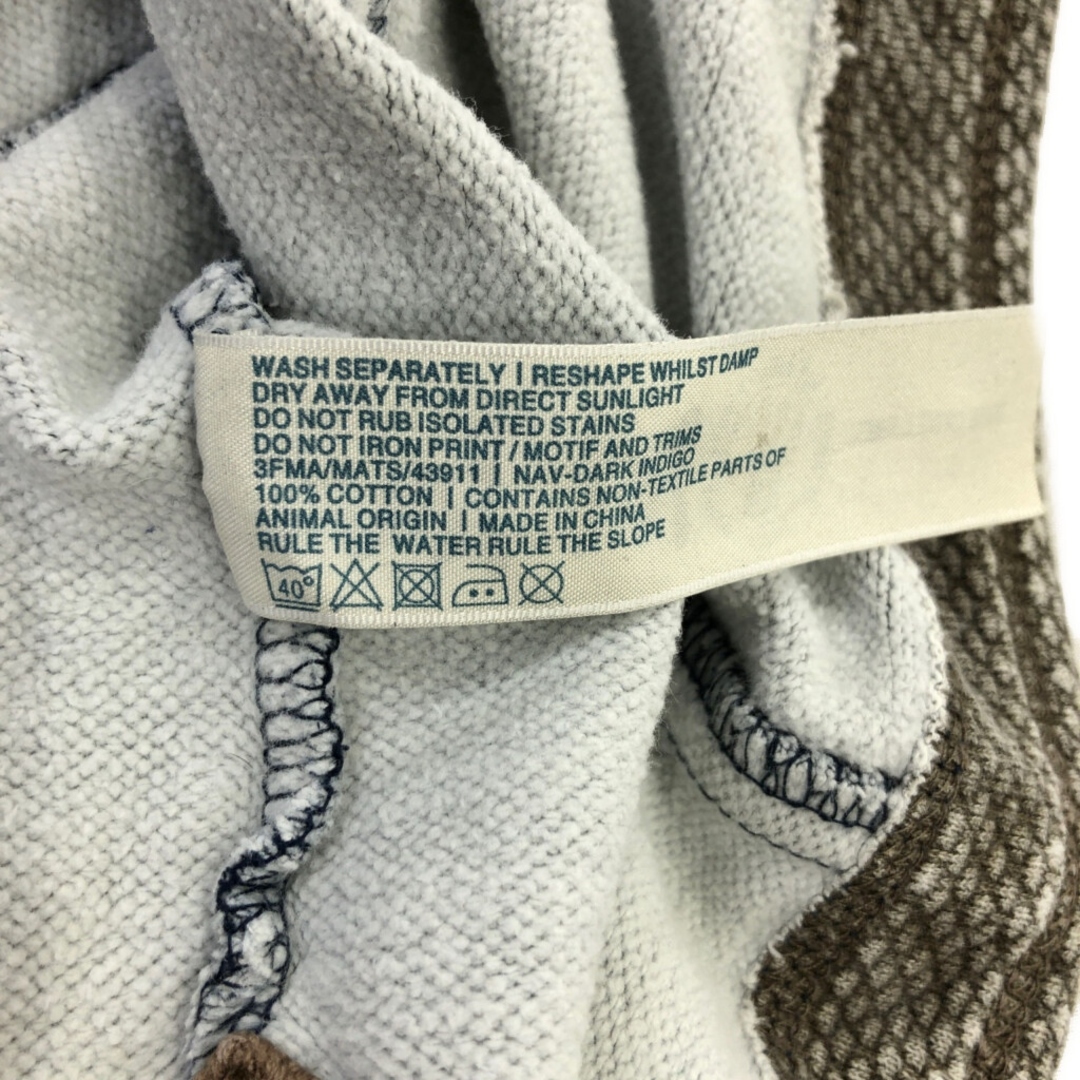 WASH SEPARATELY | RESHAPE WHILST DAMP
DRY AWAY FROM DIRECT SUNLIGHT
DO NOT RUB ISOLATED STAINS
DO NOT IRON PRINT / MOTIF AND TRIMS
3FMA/MATS/43911 | NAV-DARK INDIGO
100% COTTON | CONTAINS NON-TEXTILE PARTS OF
ANIMAL ORIGIN | MADE IN CHINA
RULE THE WATER RULE THE SLOPE
40°